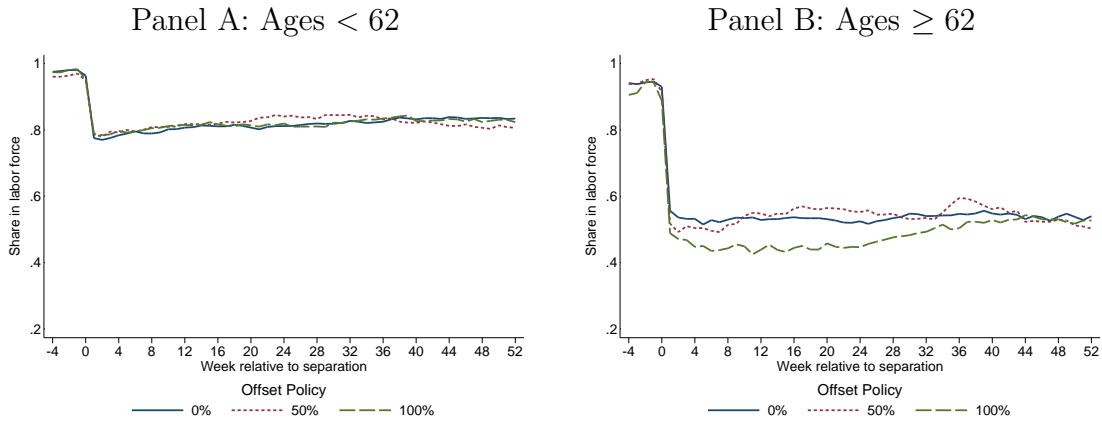 Panel A: Ages < 62
Share in labor force
1
.8
.6
.4
.2
-4 0 4 8 12 16 20 24 28 32 36 40 44 48 52
Week relative to separation
Offset Policy
0% 50% 100%
Panel B: Ages ≥ 62
Share in labor force
1
.8
.6
.4
.2
-4 0 4 8 12 16 20 24 28 32 36 40 44 48 52
Week relative to separation
Offset Policy
0% 50% 100%